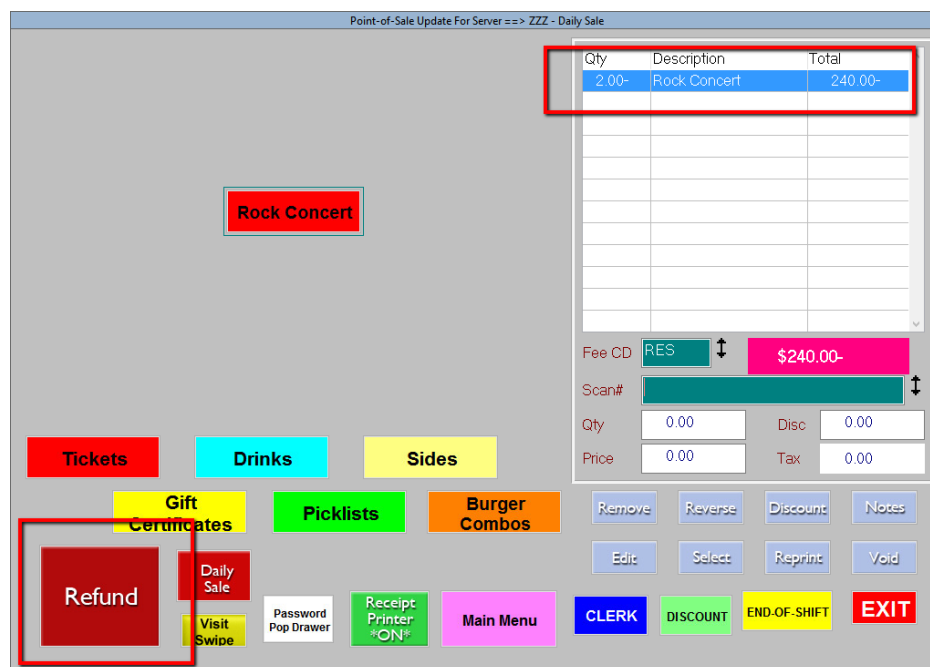 Point-of-Sale Update For Server ==> ZZZ - Daily Sale
Qty Description Total
2.00- Rock Concert 240.00-
Rock Concert
Fee CD RES $240.00-
Scan#
Qty 0.00 Disc 0.00
Price 0.00 Tax 0.00
Tickets Drinks Sides
Gift
Certificates
Picklists
Burger
Combos
Remove Reverse Discount Notes
Edit Select Reprint Void
Refund
Daily
Sale
Visit
Swipe
Password
Pop Drawer
Receipt
Printer
*ON*
Main Menu
CLERK
DISCOUNT
END-OF-SHIFT
EXIT